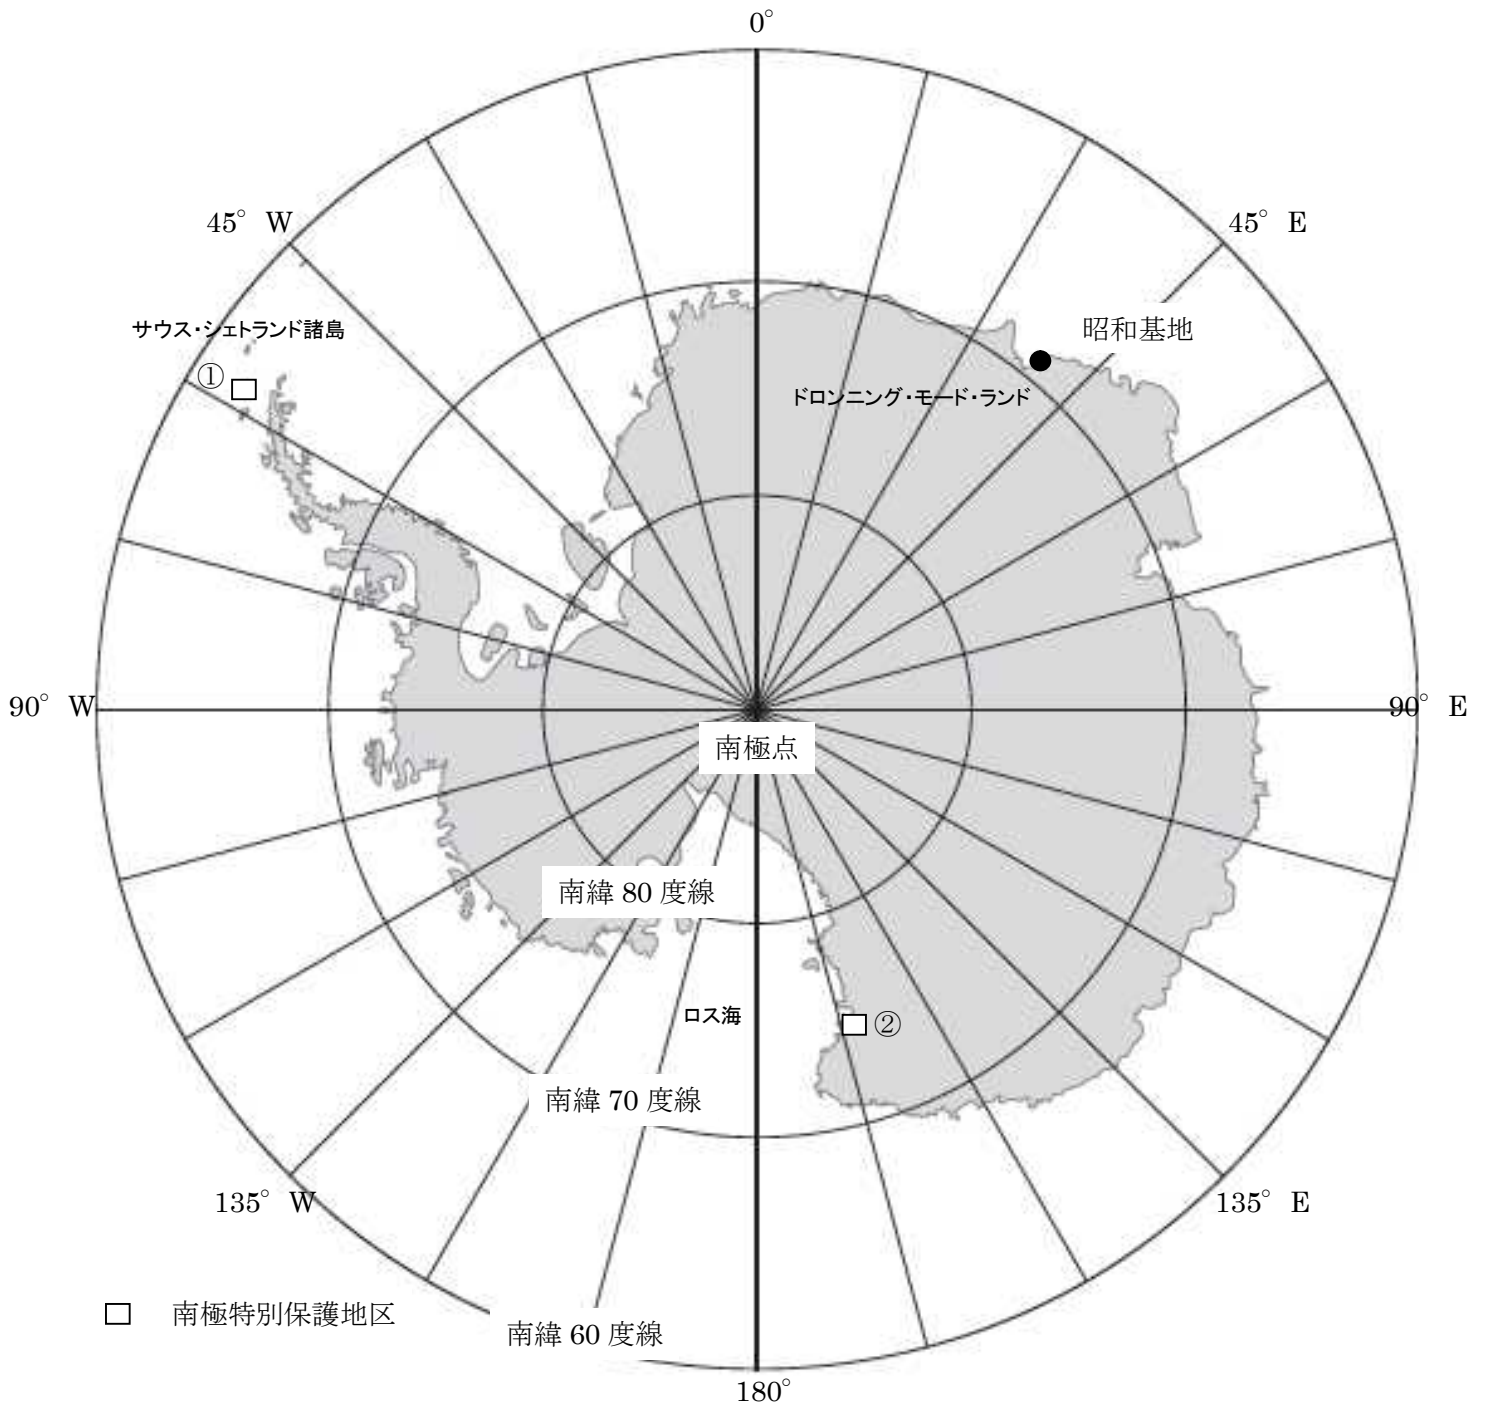 0°
45° W
45° E
サウス・シェトランド諸島
昭和基地
①
ドロンニング・モード・ランド
90° W
90° E
南極点
南緯 80 度線
ロス海
②
南緯 70 度線
135° W
135° E
南極特別保護地区
南緯 60 度線
180°